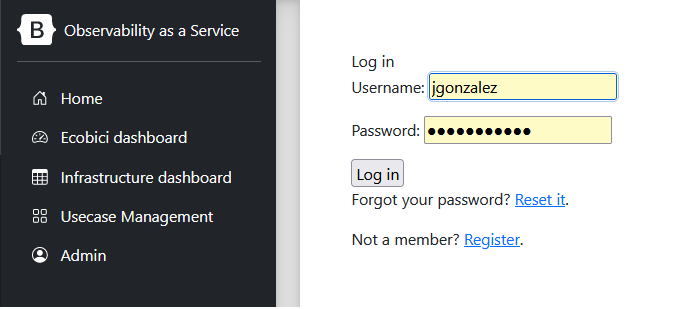 B Observability as a Service
Home
Ecobici dashboard
Infrastructure dashboard
Usecase Management
Admin
Log in
Username: jgonzalez
Password: ●●●●●●●●●●●
Log in
Forgot your password? Reset it.
Not a member? Register.